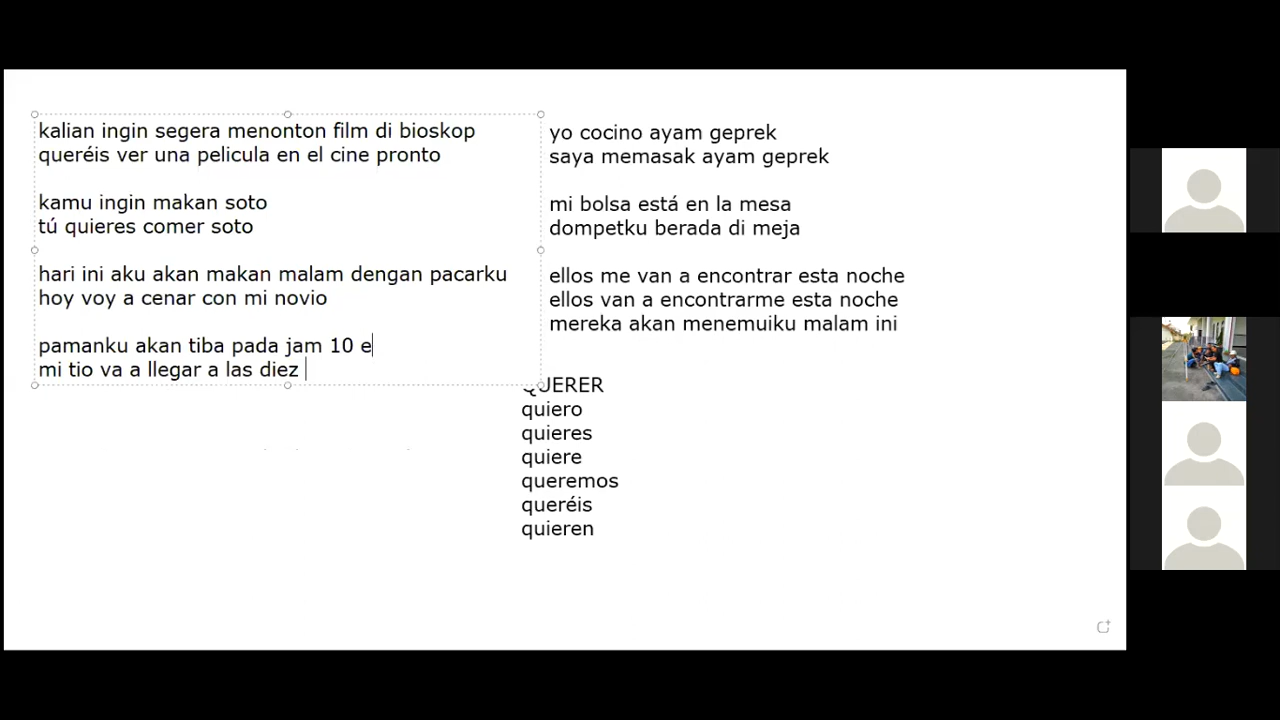 kalian ingin segera menonton film di bioskop
queréis ver una pelicula en el cine pronto
kamu ingin makan soto
tú quieres comer soto
hari ini aku akan makan malam dengan pacarku
hoy voy a cenar con mi novio
pamanku akan tiba pada jam 10 e
mi tio va a llegar a las diez
yo cocino ayam geprek
saya memasak ayam geprek
mi bolsa está en la mesa
dompetku berada di meja
ellos me van a encontrar esta noche
ellos van a encontrarme esta noche
mereka akan menemuiku malam ini
QUERER
quiero
quieres
quiere
queremos
queréis
quieren